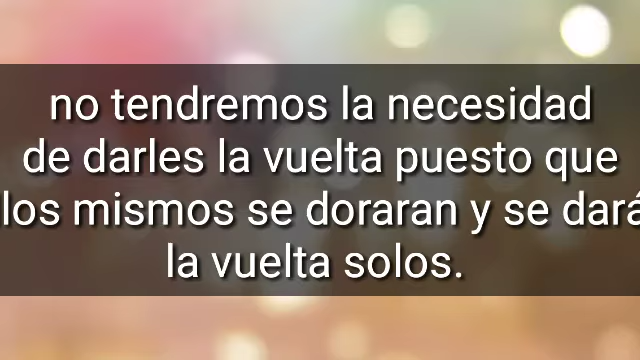 no tendremos la necesidad
de darles la vuelta puesto que
los mismos se doraran y se dará
la vuelta solos.